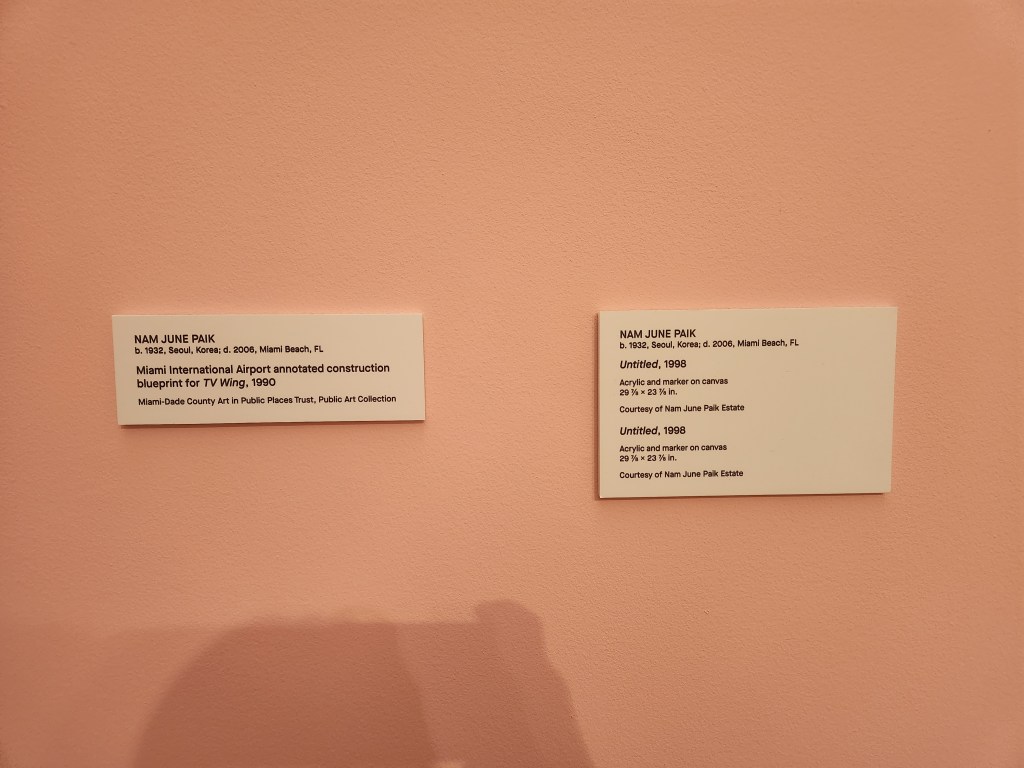 NAM JUNE PAIK
b. 1932, Seoul, Korea; d. 2006, Miami Beach, FL
Miami International Airport annotated construction
blueprint for TV Wing, 1990
Miami-Dade County Art in Public Places Trust, Public Art Collection
NAM JUNE PAIK
b. 1932, Seoul, Korea; d. 2006, Miami Beach, FL
Untitled, 1998
Acrylic and marker on canvas
29 ⅞ × 23 ⅞ in.
Courtesy of Nam June Paik Estate
Untitled, 1998
Acrylic and marker on canvas
29 ⅞ × 23 ⅞ in.
Courtesy of Nam June Paik Estate